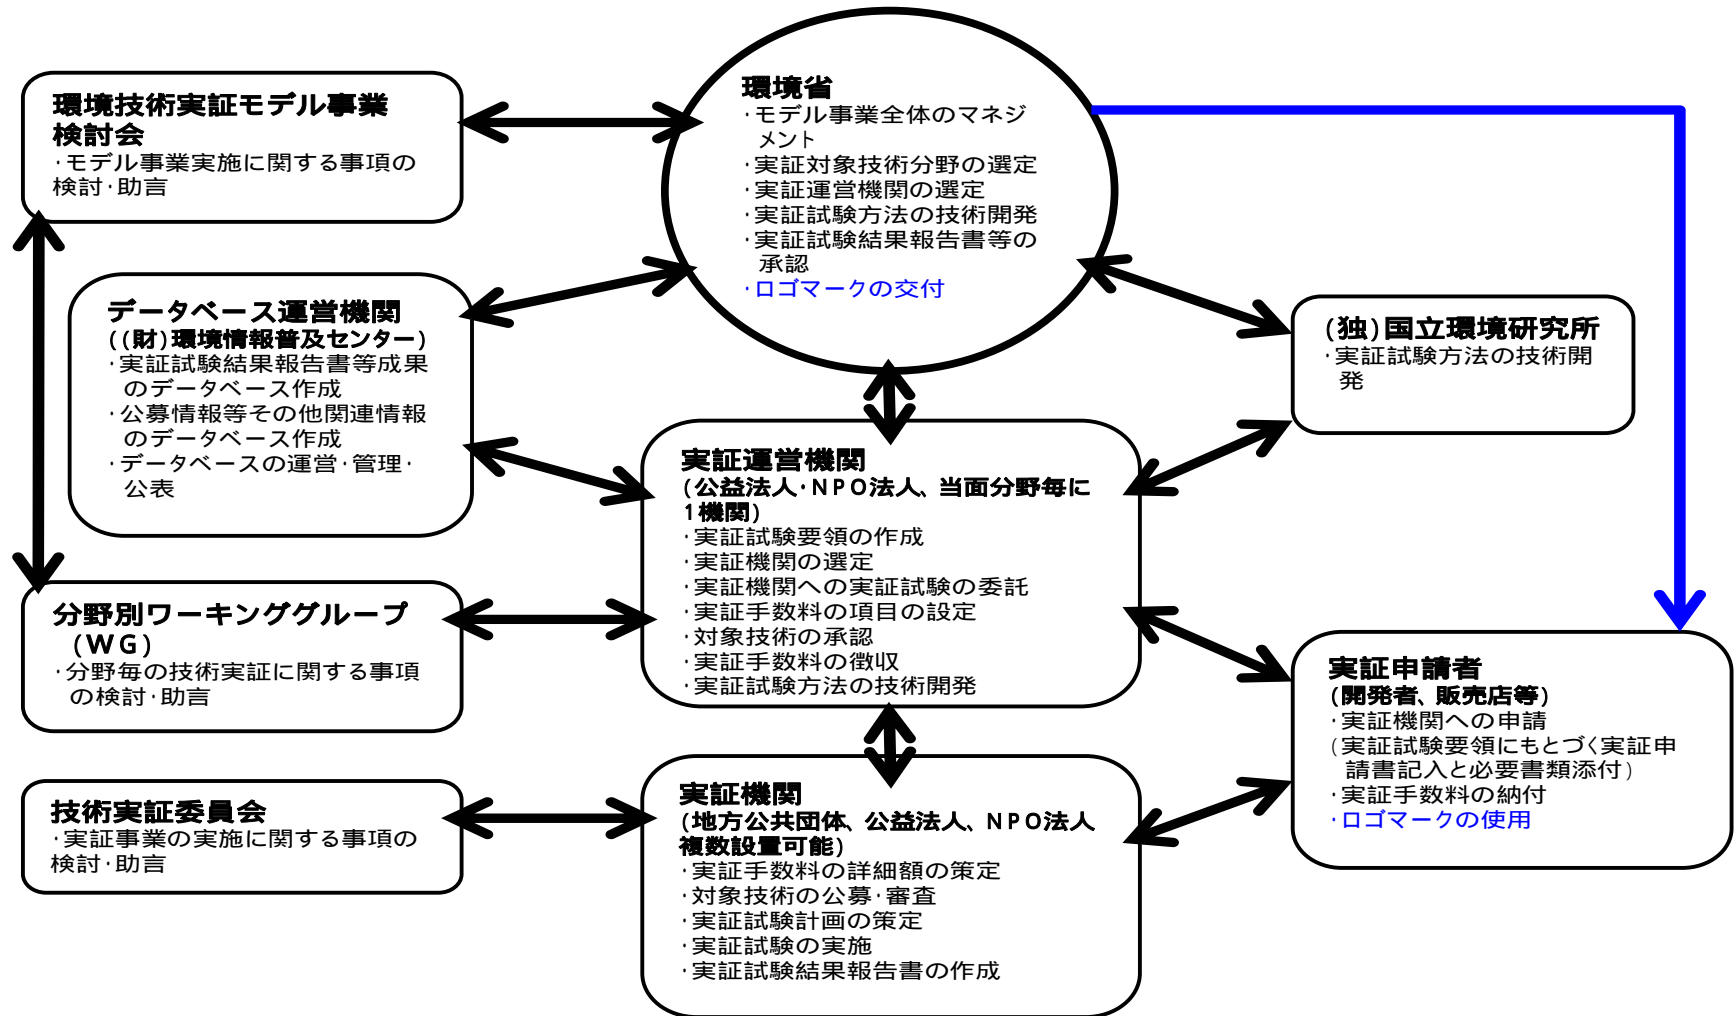 環境省
･モデル事業全体のマネジ
メント
･実証対象技術分野の選定
･実証運営機関の選定
･実証試験方法の技術開発
･実証試験結果報告書等の
承認
･ロゴマークの交付
環境技術実証モデル事業
検討会
･モデル事業実施に関する事項の
検討･助言
データベース運営機関
((財)環境情報普及センター)
･実証試験結果報告書等成果
のデータベース作成
･公募情報等その他関連情報
のデータベース作成
･データベースの運営･管理･
公表
(独)国立環境研究所
･実証試験方法の技術開
発
実証運営機関
(公益法人･NPO法人、当面分野毎に
1機関)
･実証試験要領の作成
･実証機関の選定
･実証機関への実証試験の委託
･実証手数料の項目の設定
･対象技術の承認
･実証手数料の徴収
･実証試験方法の技術開発
分野別ワーキンググループ
(WG)
･分野毎の技術実証に関する事項
の検討･助言
実証申請者
(開発者、販売店等)
･実証機関への申請
(実証試験要領にもとづく実証申
請書記入と必要書類添付)
･実証手数料の納付
･ロゴマークの使用
技術実証委員会
･実証事業の実施に関する事項の
検討･助言
実証機関
(地方公共団体、公益法人、NPO法人
複数設置可能)
･実証手数料の詳細額の策定
･対象技術の公募･審査
･実証試験計画の策定
･実証試験の実施
･実証試験結果報告書の作成